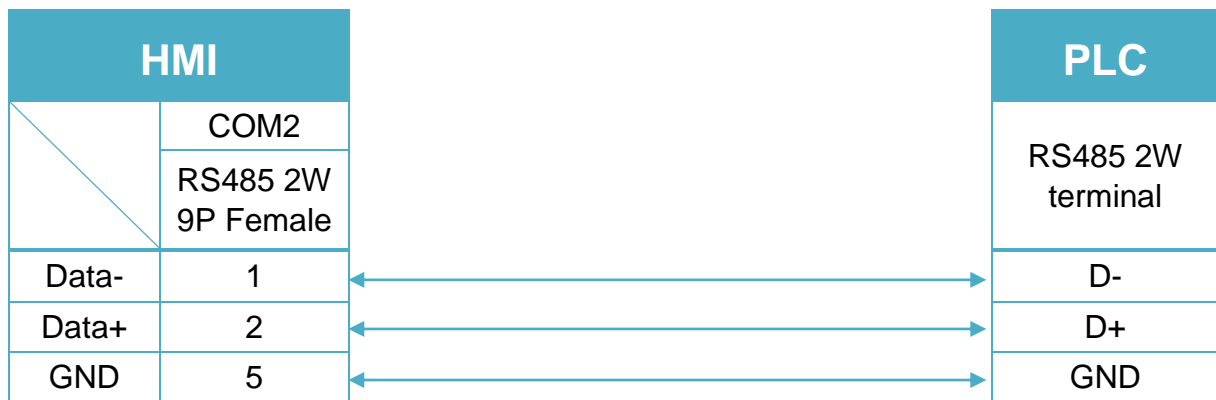 HMI
PLC
COM2
RS485 2W
9P Female
RS485 2W
terminal
Data- 1 D-
Data+ 2 D+
GND 5 GND